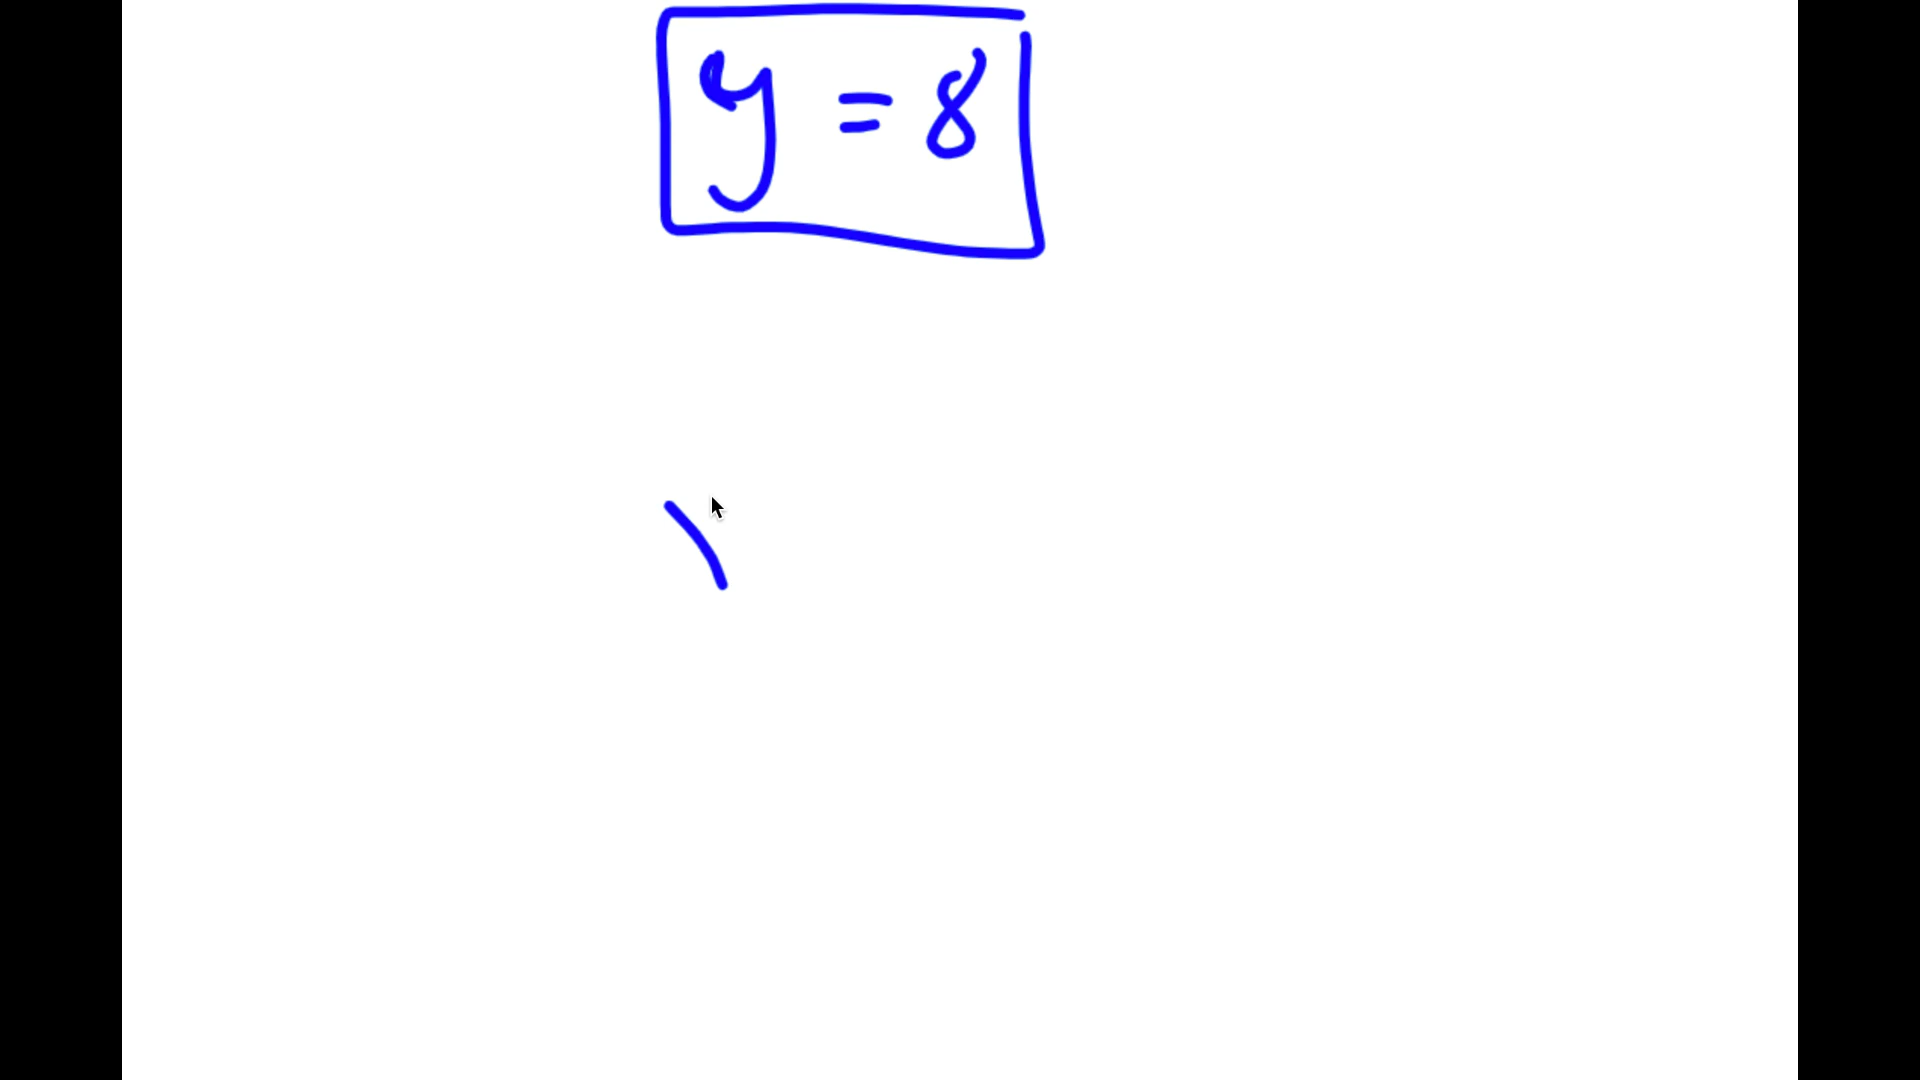 y = 8